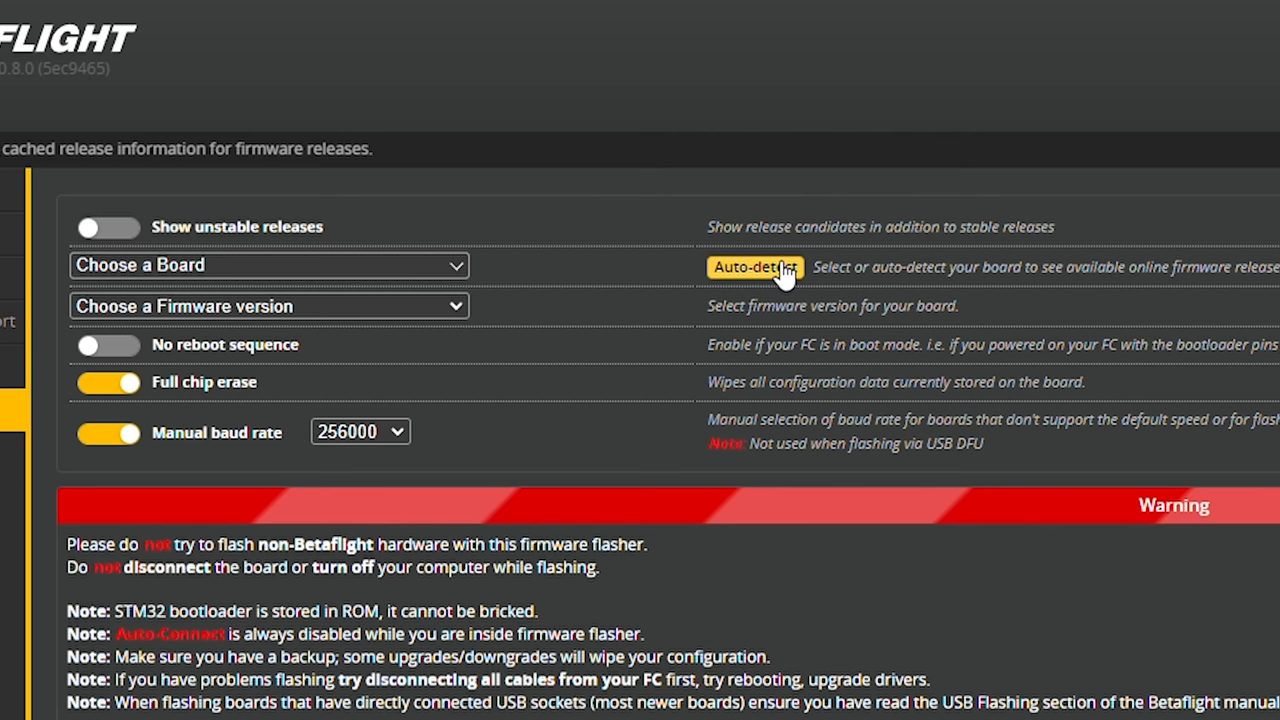 FLIGHT
0.8.0 (5ec9465)
cached release information for firmware releases.
Show unstable releases
Show release candidates in addition to stable releases
Choose a Board
Auto-detect
Select or auto-detect your board to see available online firmware release
Choose a Firmware version
Select firmware version for your board.
ort
No reboot sequence
Enable if your FC is in boot mode. i.e. if you powered on your FC with the bootloader pins
Full chip erase
Wipes all configuration data currently stored on the board.
Manual baud rate
256000
Manual selection of baud rate for boards that don't support the default speed or for flash
Note: Not used when flashing via USB DFU
Warning
Please do not try to flash non-Betaflight hardware with this firmware flasher.
Do not disconnect the board or turn off your computer while flashing.
Note: STM32 bootloader is stored in ROM, it cannot be bricked.
Note: Auto-Connect is always disabled while you are inside firmware flasher.
Note: Make sure you have a backup; some upgrades/downgrades will wipe your configuration.
Note: If you have problems flashing try disconnecting all cables from your FC first, try rebooting, upgrade drivers.
Note: When flashing boards that have directly connected USB sockets (most newer boards) ensure you have read the USB Flashing section of the Betaflight manual